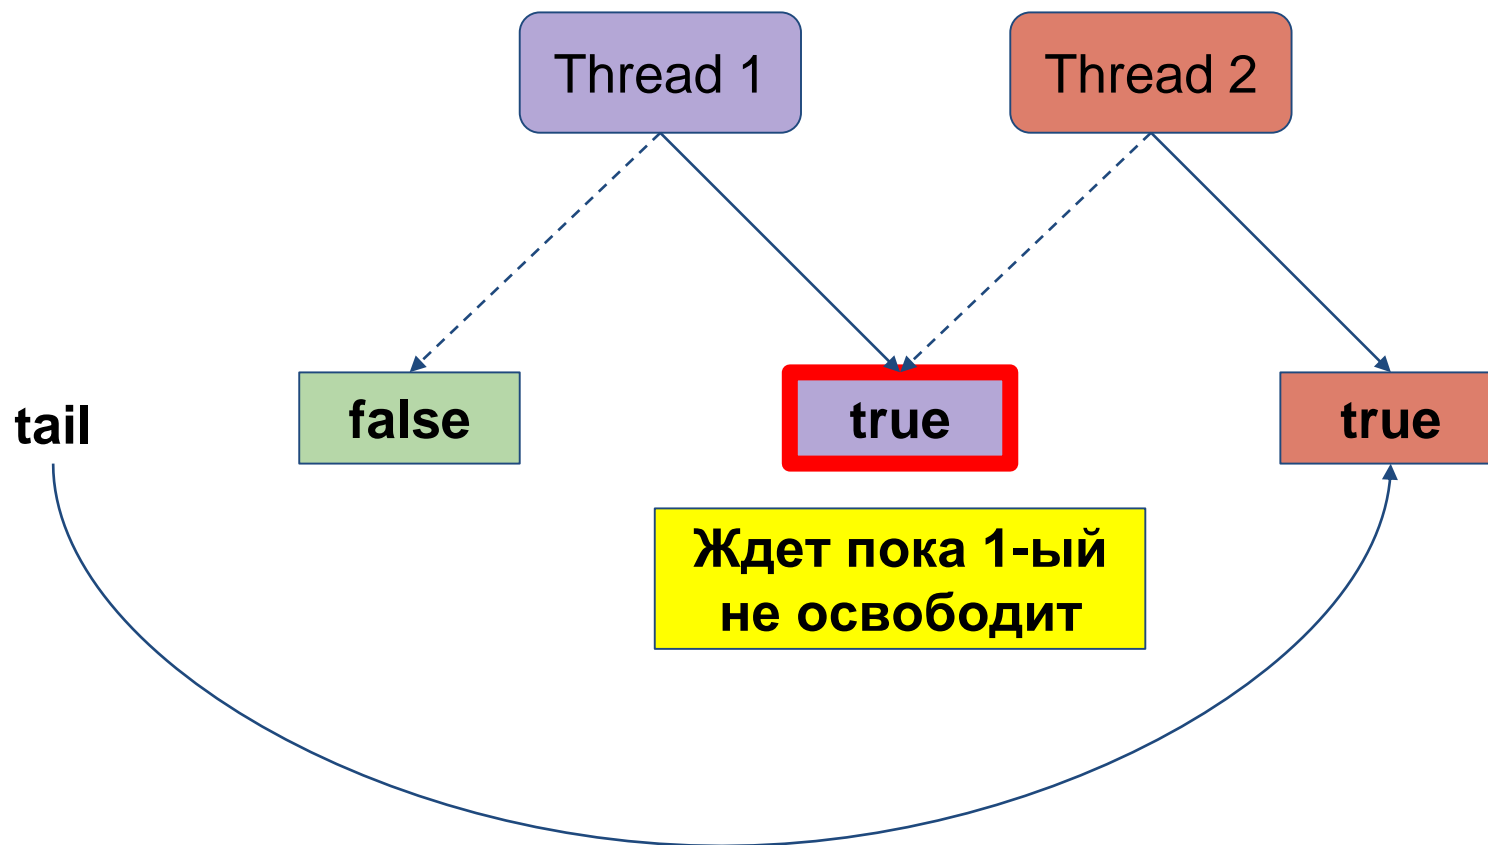 Thread 1
Thread 2
tail
false
true
true
Ждет пока 1-ый
не освободит